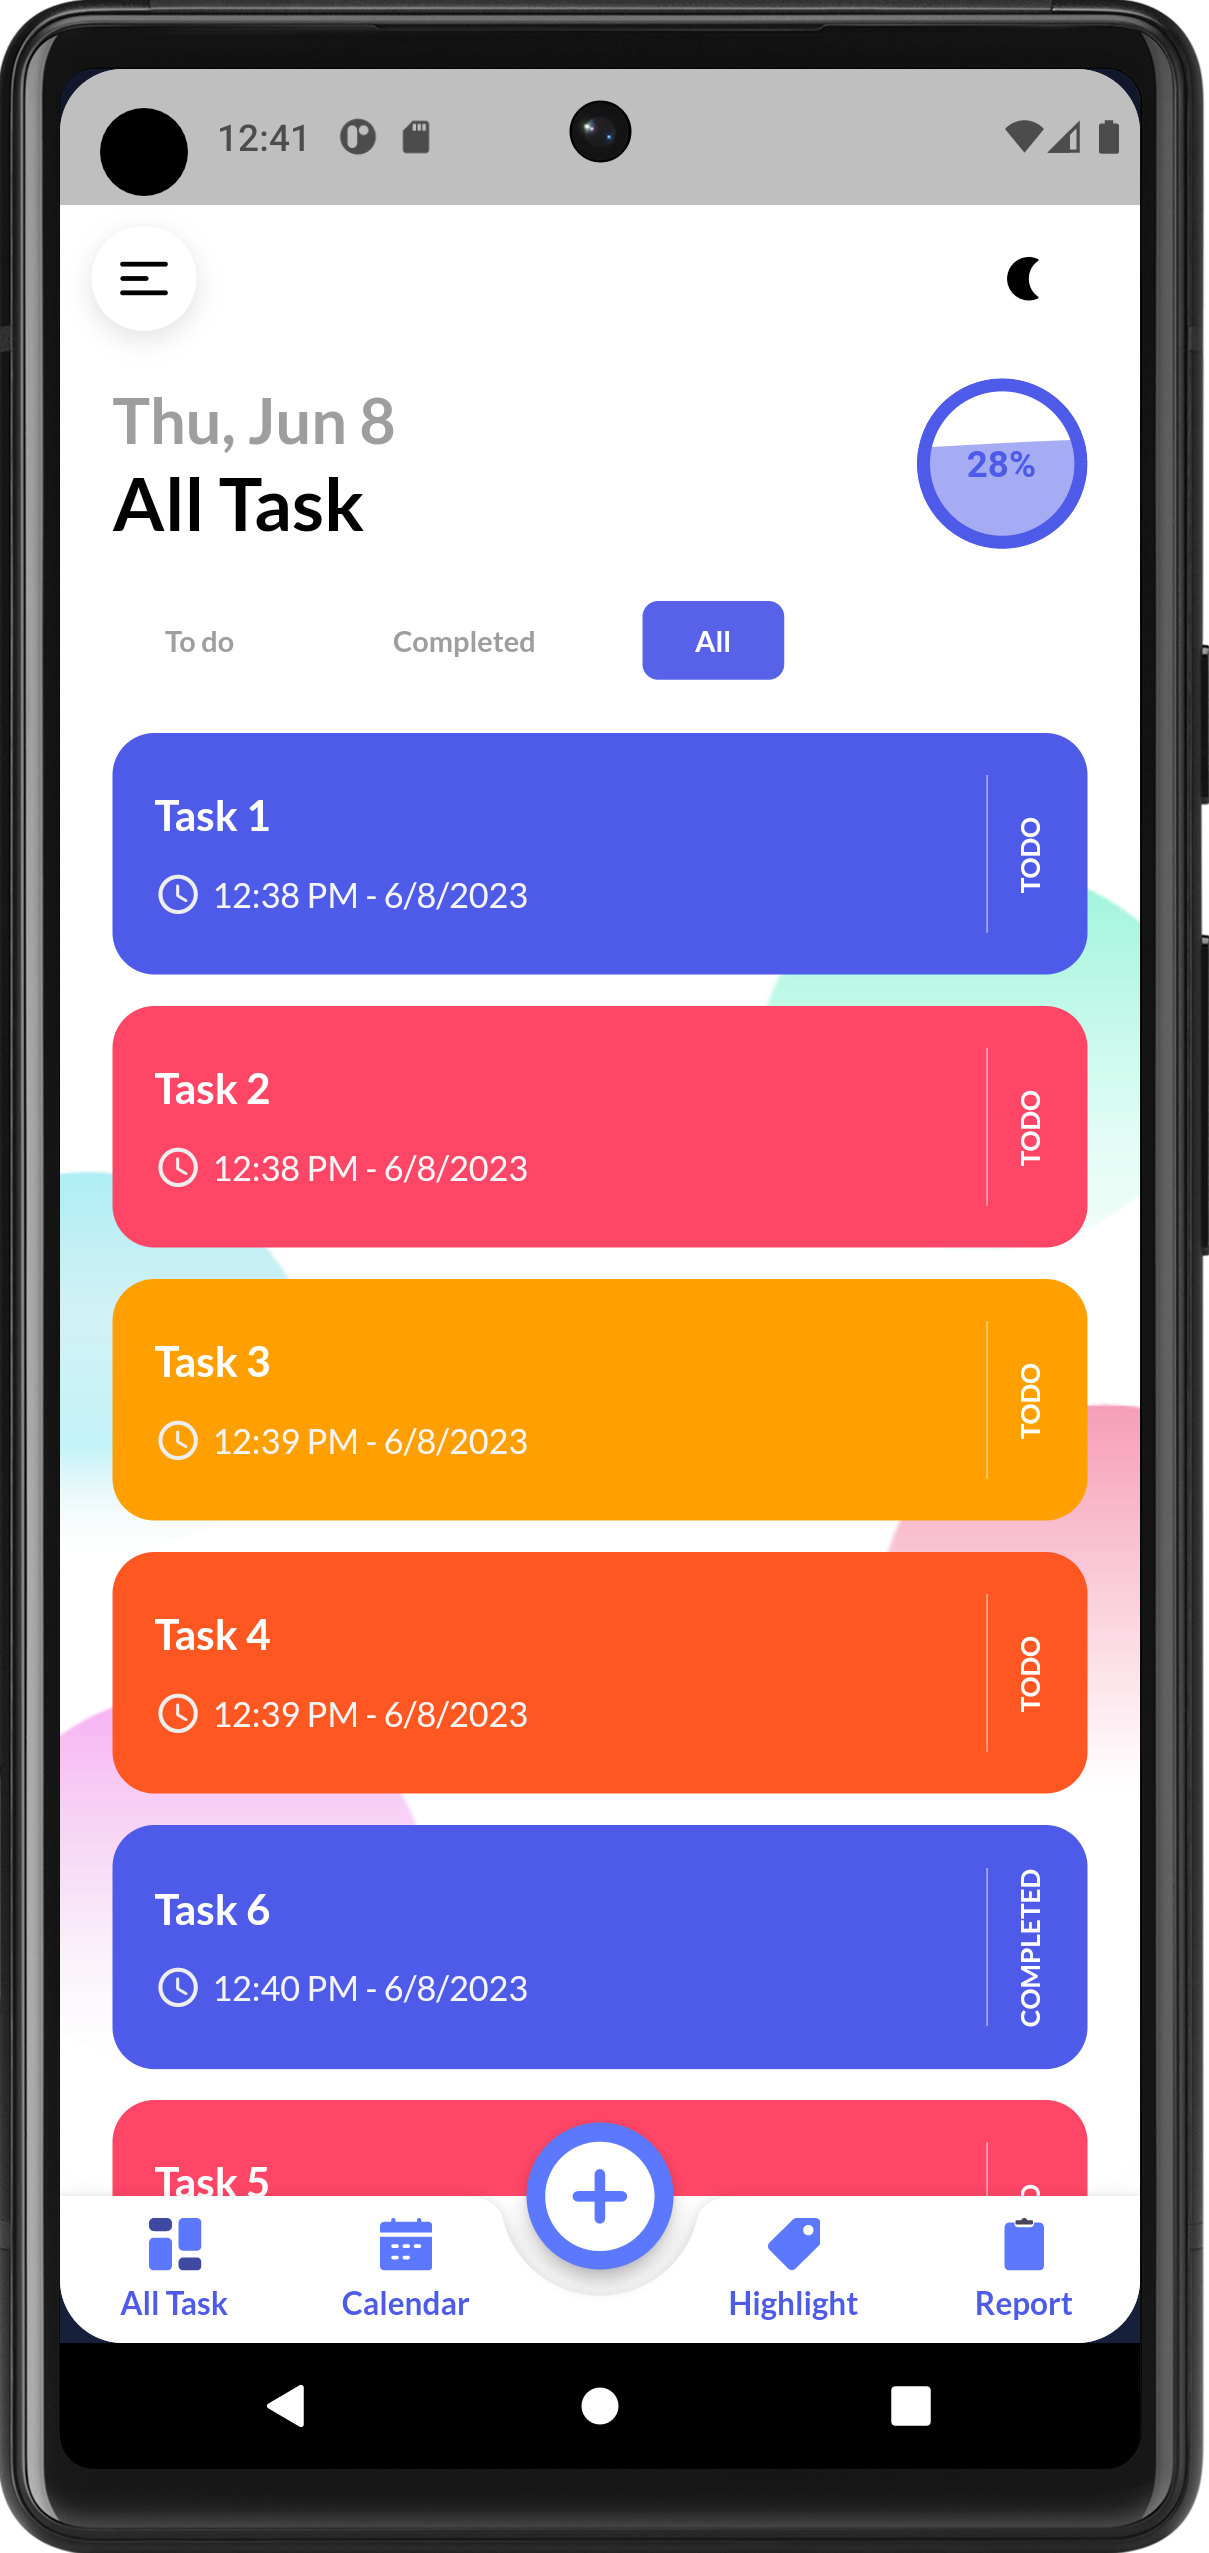 12:41
Thu, Jun 8
All Task
28%
To do
Completed
All
Task 1
12:38 PM - 6/8/2023
TODO
Task 2
12:38 PM - 6/8/2023
TODO
Task 3
12:39 PM - 6/8/2023
TODO
Task 4
12:39 PM - 6/8/2023
TODO
Task 6
12:40 PM - 6/8/2023
COMPLETED
Task 5
All Task
Calendar
Highlight
Report